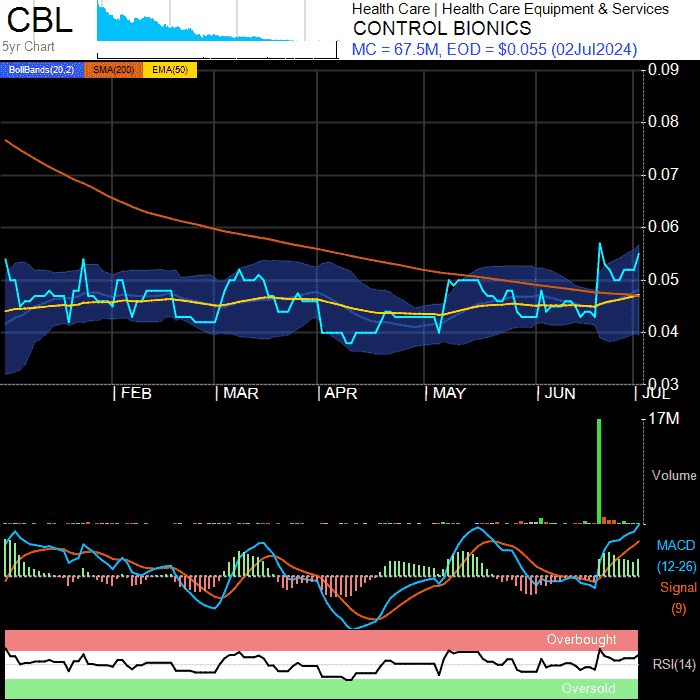 CBL
5yr Chart
Health Care | Health Care Equipment & Services
CONTROL BIONICS
MC = 67.5M, EOD = $0.055 (02Jul2024)
BollBands(20,2) SMA(200) EMA(50)
0.09
0.08
0.07
0.06
0.05
0.04
0.03
FEB MAR APR MAY JUN JUL
17M
Volume
MACD
(12-26)
Signal
(9)
Overbought
RSI(14)
Oversold